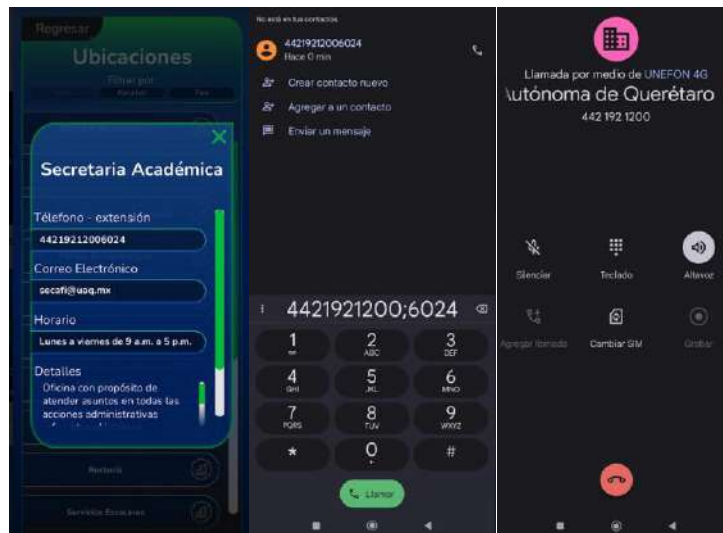 Regresar
Ubicaciones
Filtrar por
Secretaria Académica
Télefono - extensión
44219212006024
Correo Electrónico
secafi@uaq.mx
Horario
Lunes a viernes de 9 a.m. a 5 p.m.
Detalles
Oficina con propósito de
atender asuntos en todas las
acciones administrativas
Rectoría
Servicios Escolares
No está en tus contactos
44219212006024
Hace 0 min
Crear contacto nuevo
Agregar a un contacto
Enviar un mensaje
4421921200;6024
1
2 ABC
3 DEF
4 GHI
5 JKL
6 MNO
7 PQRS
8 TUV
9 WXYZ
*
0
#
Llamar
Llamada por medio de UNEFON 4G
Autónoma de Querétaro
442 192 1200
Silenciar
Teclado
Altavoz
Agregar llamada
Cambiar SIM
Grabar